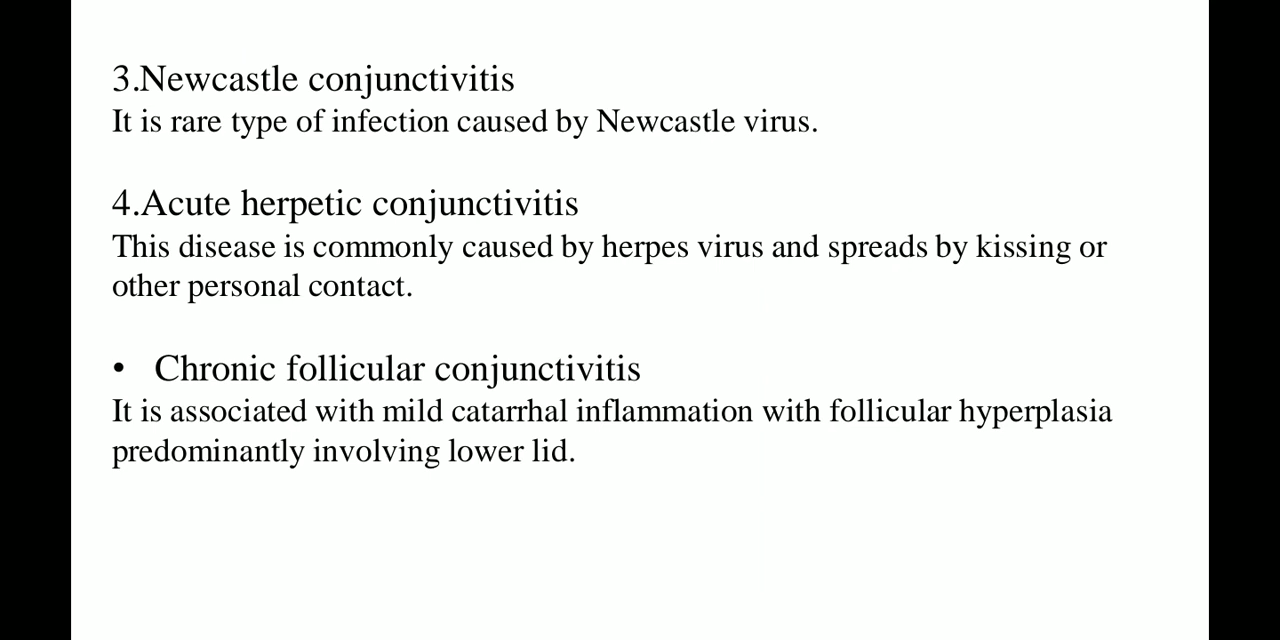 3.Newcastle conjunctivitis
It is rare type of infection caused by Newcastle virus.
4.Acute herpetic conjunctivitis
This disease is commonly caused by herpes virus and spreads by kissing or
other personal contact.
• Chronic follicular conjunctivitis
It is associated with mild catarrhal inflammation with follicular hyperplasia
predominantly involving lower lid.